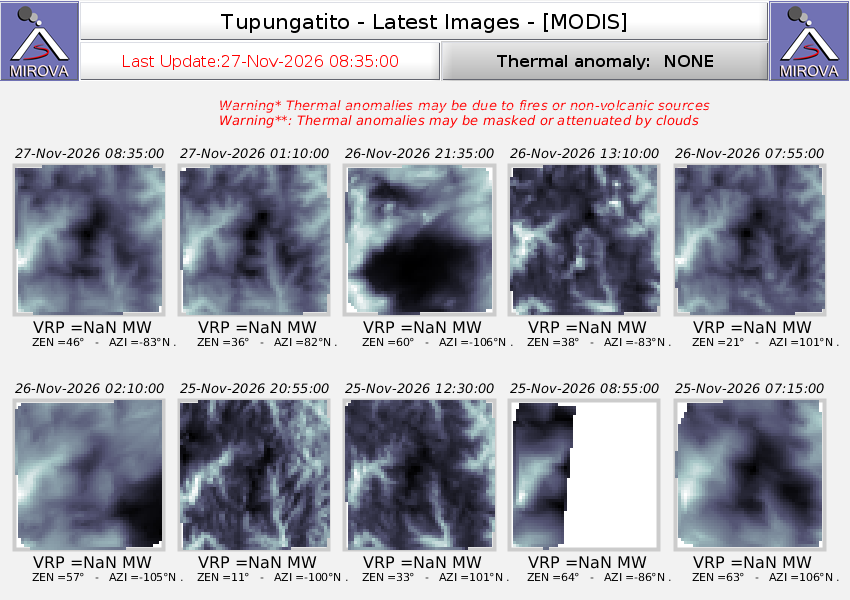 MIROVA
Tupungatito - Latest Images - [MODIS]
MIROVA
Last Update:27-Nov-2026 08:35:00
Thermal anomaly: NONE
Warning* Thermal anomalies may be due to fires or non-volcanic sources
Warning**: Thermal anomalies may be masked or attenuated by clouds
27-Nov-2026 08:35:00
27-Nov-2026 01:10:00
26-Nov-2026 21:35:00
26-Nov-2026 13:10:00
26-Nov-2026 07:55:00
VRP =NaN MW
VRP =NaN MW
VRP =NaN MW
VRP =NaN MW
VRP =NaN MW
ZEN =46° - AZI =-83°N .
ZEN =36° - AZI =82°N .
ZEN =60° - AZI =-106°N .
ZEN =38° - AZI =-83°N .
ZEN =21° - AZI =101°N .
26-Nov-2026 02:10:00
25-Nov-2026 20:55:00
25-Nov-2026 12:30:00
25-Nov-2026 08:55:00
25-Nov-2026 07:15:00
VRP =NaN MW
VRP =NaN MW
VRP =NaN MW
VRP =NaN MW
VRP =NaN MW
ZEN =57° - AZI =-105°N .
ZEN =11° - AZI =-100°N .
ZEN =33° - AZI =101°N .
ZEN =64° - AZI =-86°N .
ZEN =63° - AZI =106°N .